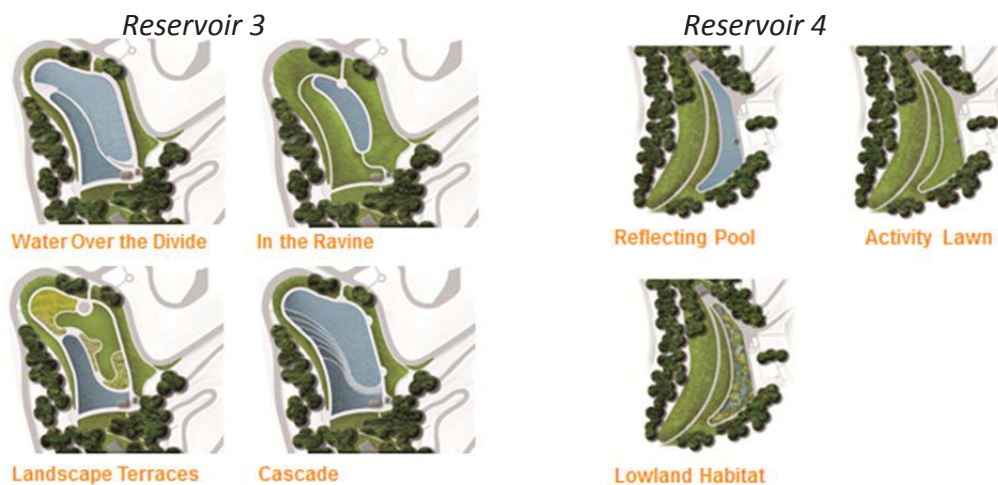 Reservoir 3
Reservoir 4
Water Over the Divide
In the Ravine
Reflecting Pool
Activity Lawn
Landscape Terraces
Cascade
Lowland Habitat